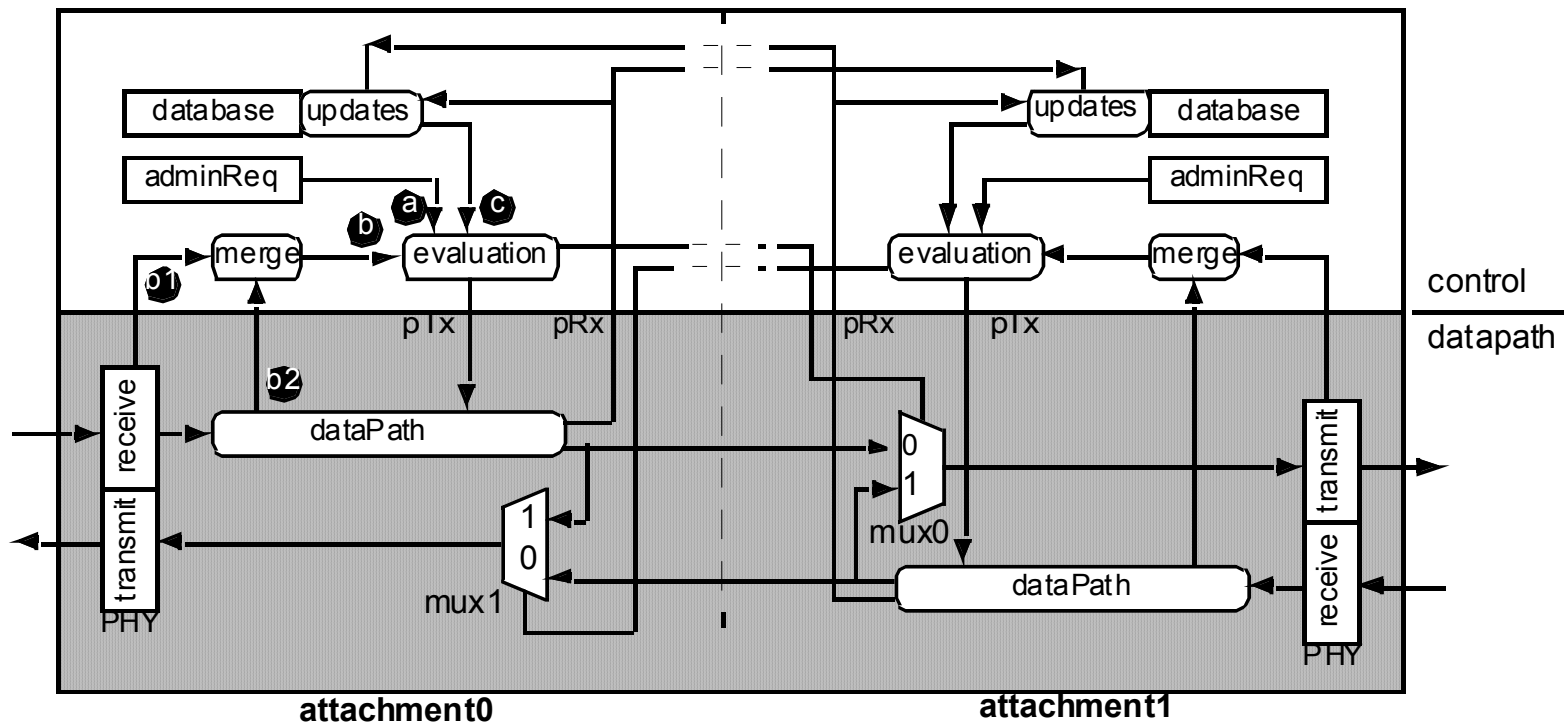 database
updates
updates
database
adminReq
adminReq
a
c
b
merge
evaluation
evaluation
merge
b1
control
pTx
pRx
pRx
pTx
datapath
b2
receive
dataPath
transmit
0
1
mux0
transmit
1
0
mux1
dataPath
receive
PHY
PHY
attachment0
attachment1